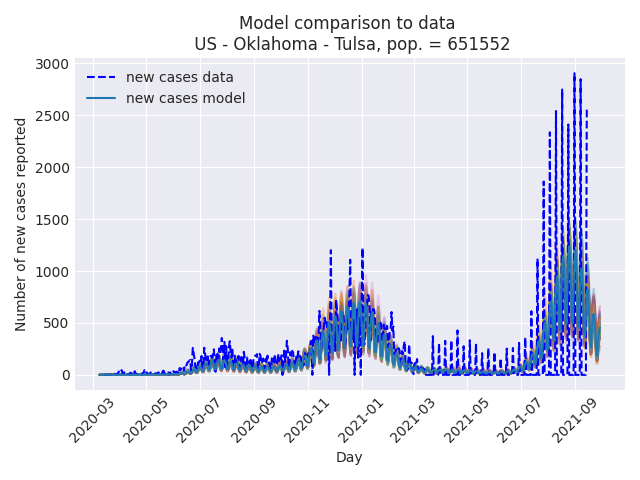 Model comparison to data
US - Oklahoma - Tulsa, pop. = 651552
new cases data
new cases model
Number of new cases reported
3000
2500
2000
1500
1000
500
0
2020-03
2020-05
2020-07
2020-09
2020-11
2021-01
2021-03
2021-05
2021-07
2021-09
Day